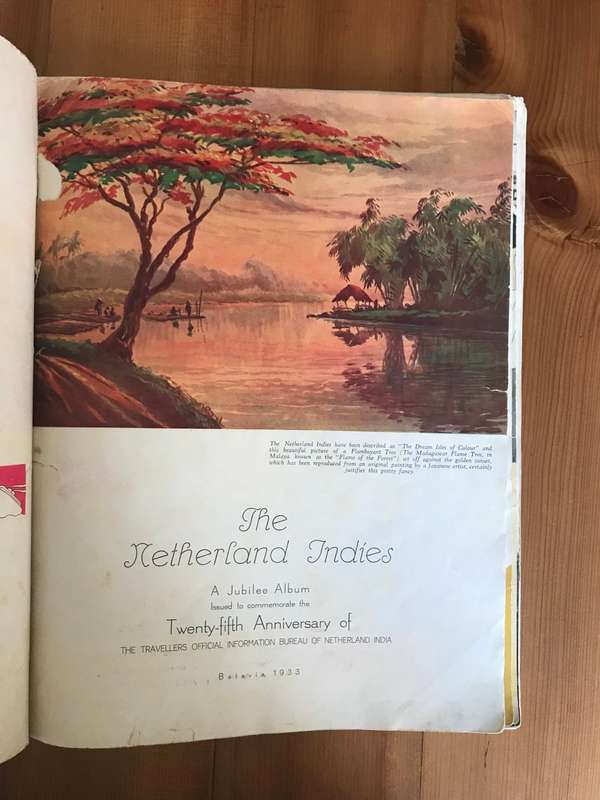 The Netherland Indies have been described as "The Dream Isles of Colour" and
this beautiful picture of a Flamboyant Tree (The Madagascar Flame Tree, in
Malaya known as the "Flame of the Forest"), set off against the golden sunset,
which has been reproduced from an original painting by a Javanese artist, certainly
justifies this pretty fancy.
The
Netherland Indies
A Jubilee Album
Issued to commemorate the
Twenty-fifth Anniversary of
THE TRAVELLERS OFFICIAL INFORMATION BUREAU OF NETHERLAND INDIA
Batavia 1933